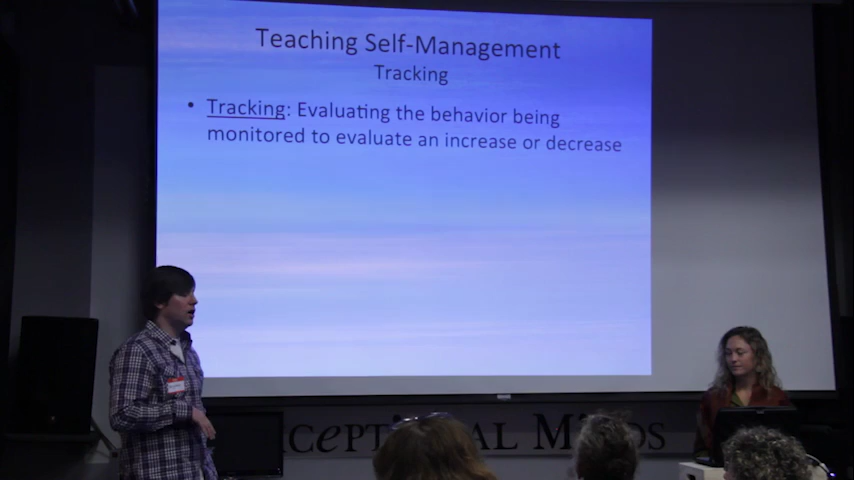 Teaching Self-Management
Tracking
• Tracking: Evaluating the behavior being
monitored to evaluate an increase or decrease